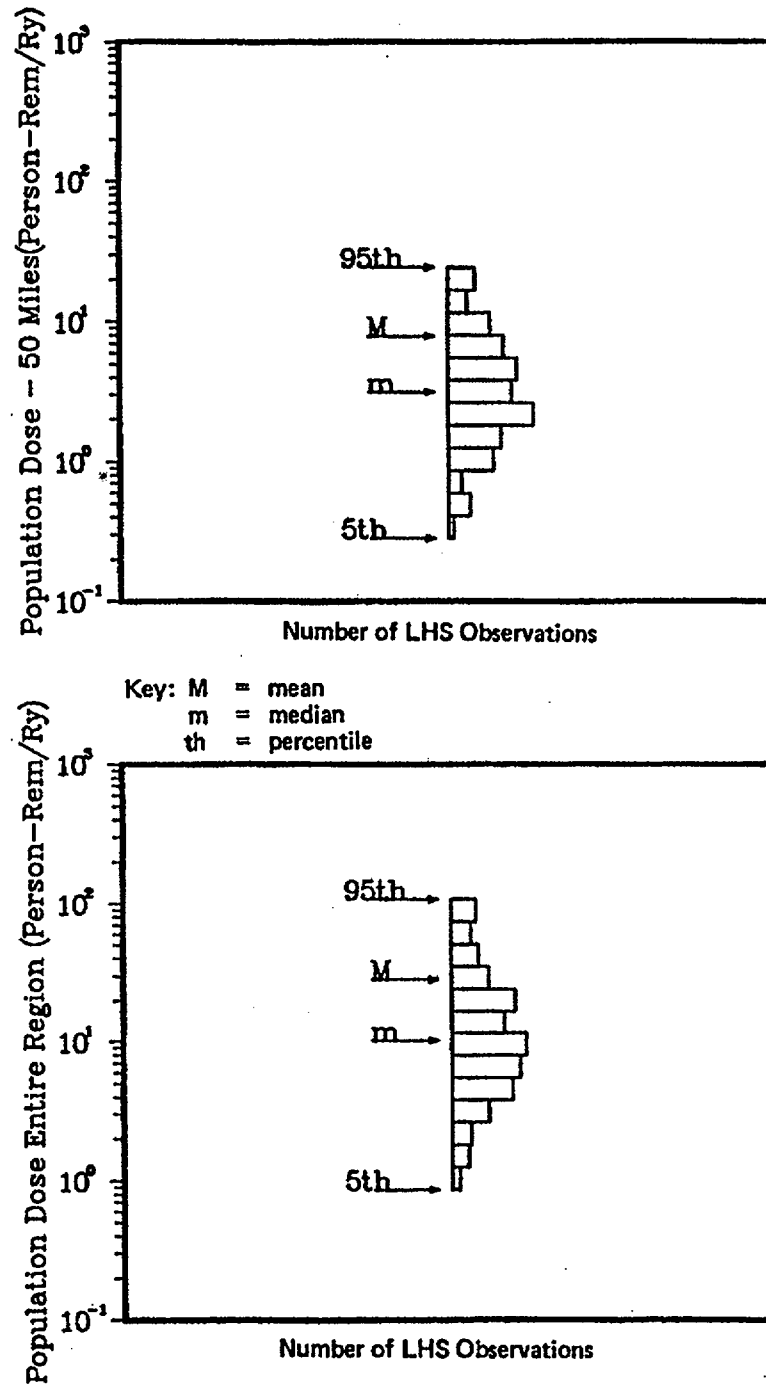 Population Dose – 50 Miles(Person–Rem/Ry)
10³
10²
10¹
10⁰
10⁻¹
95th
M
m
5th
Number of LHS Observations
Key: M = mean
m = median
th = percentile
Population Dose Entire Region (Person–Rem/Ry)
10³
10²
10¹
10⁰
10⁻¹
95th
M
m
5th
Number of LHS Observations